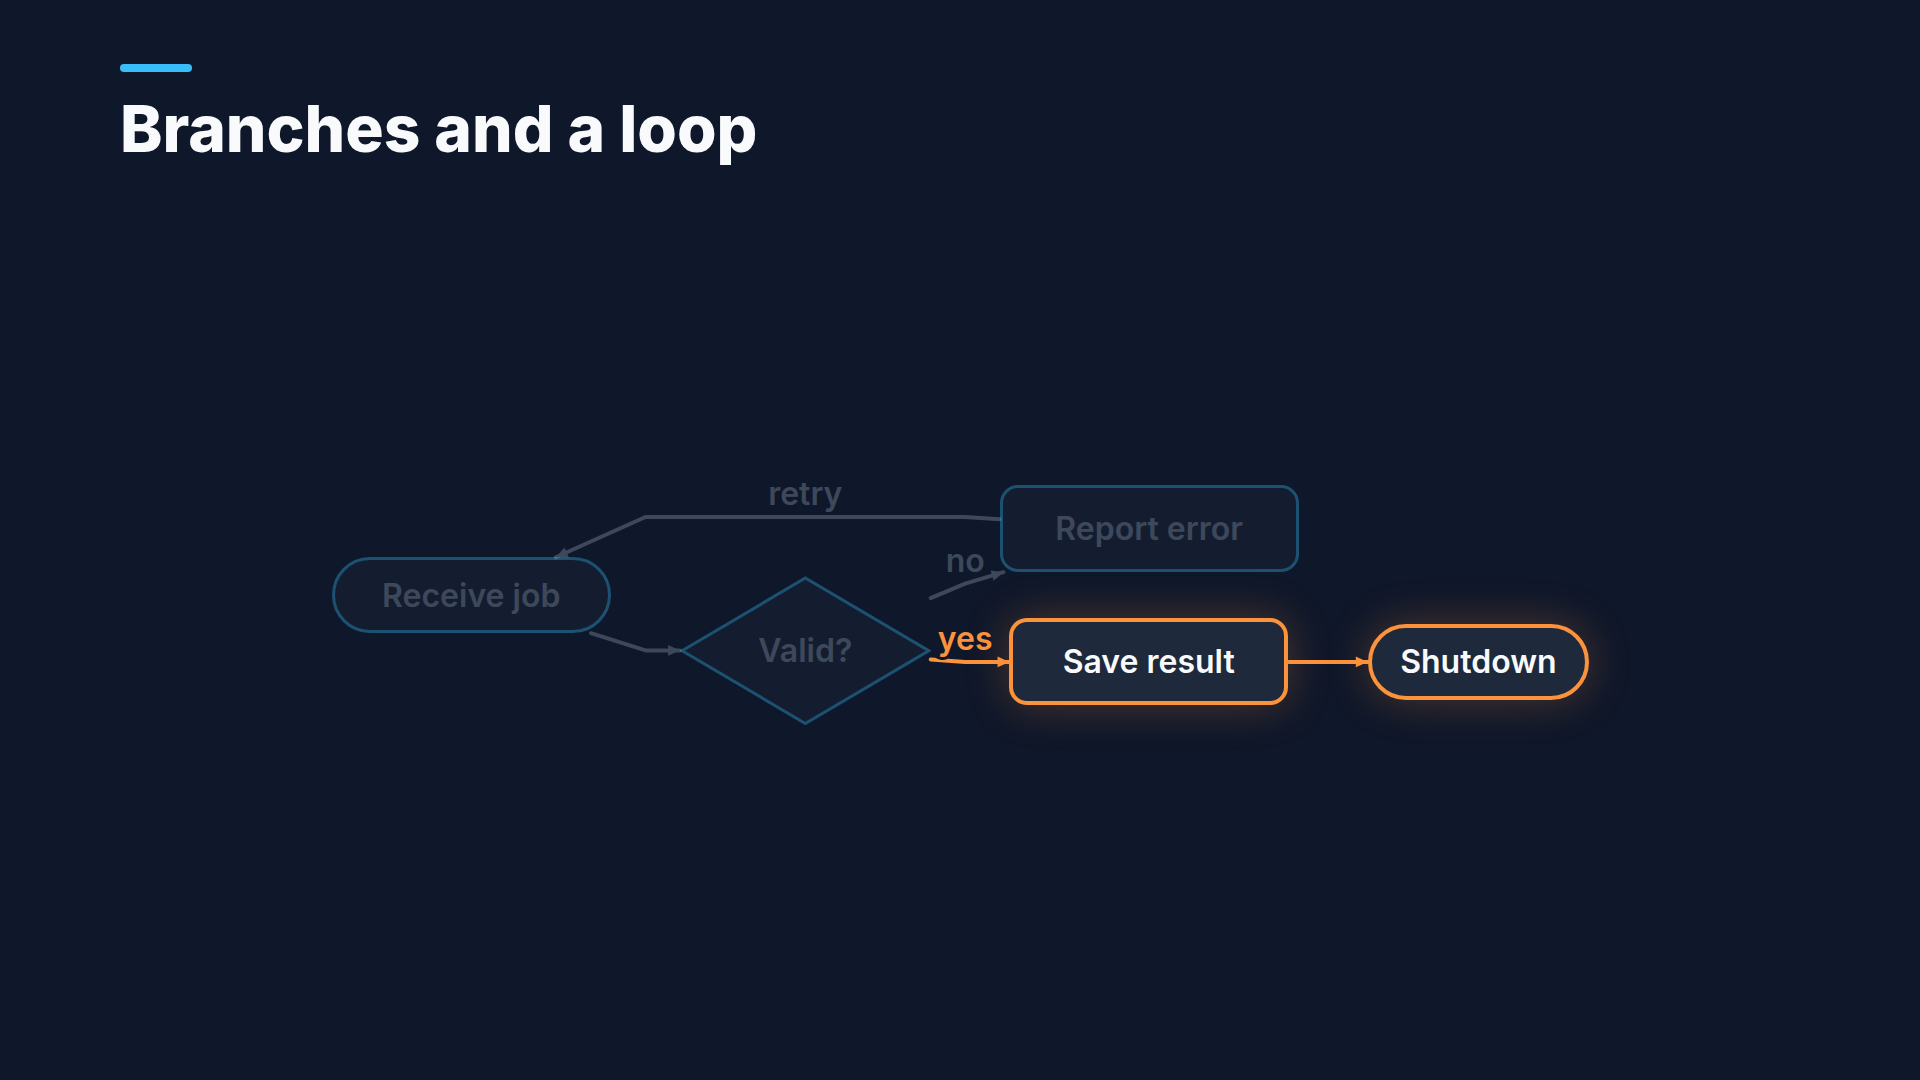 Branches and a loop
retry
Report error
no
Receive job
Valid?
yes
Save result
Shutdown